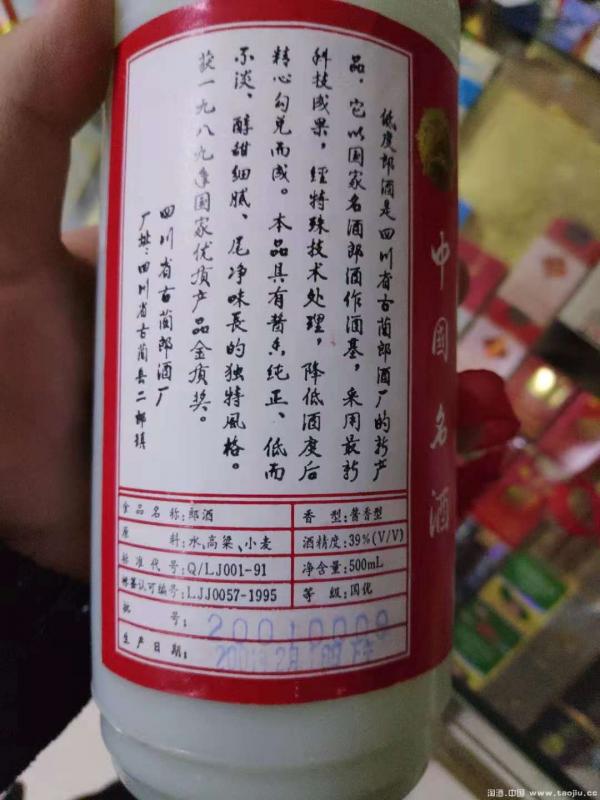 低度郎酒是四川省古蔺郎酒厂的新产
品，它以国家名酒郎酒作酒基，采用最新
科技成果，经特殊技术处理，降低酒度后
精心勾兑而成。本品具有酱香纯正、低而
不淡、醇甜细腻、尾净味長的独特風格。
获一九八九年国家优质产品金质奖。
四川省古蔺郎酒厂
厂址：四川省古蔺县二郎镇
中国名酒
食品名称：郎酒
香型：酱香型
原料：水、高粱、小麦
酒精度：39%(V/V)
标准代号：Q/LJ001-91
净含量：500mL
标签认可编号：LJJ0057-1995
等级：国优
批号：20010009
生产日期：
淘酒.中国 www.taojiu.cc